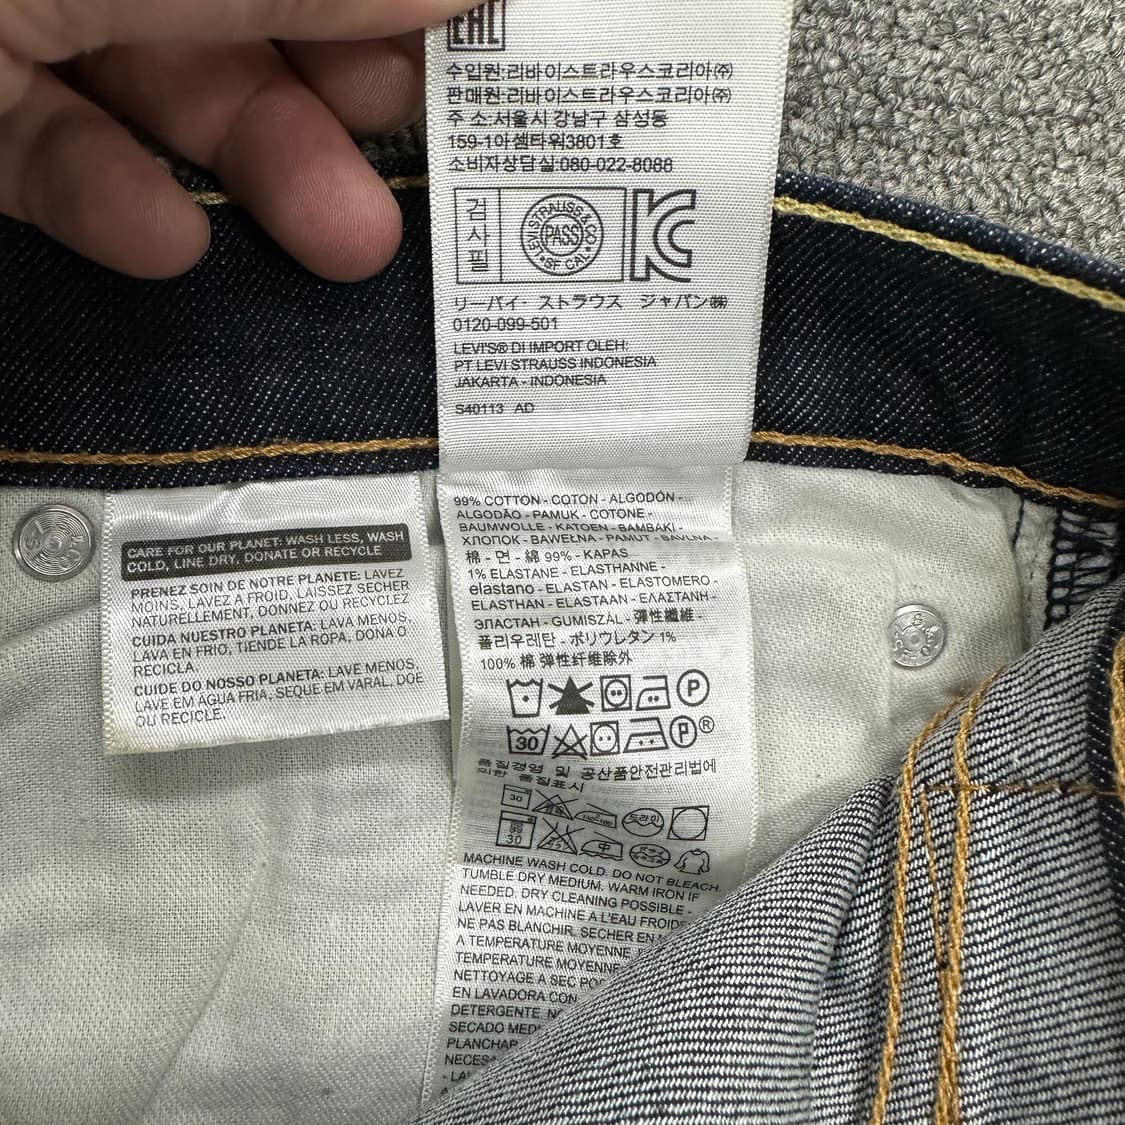 EAC
수입원:리바이스트라우스코리아㈜
판매원:리바이스트라우스코리아㈜
주 소.서울시 강남구 삼성동
159-1아셈타워3801호
소비자상담실:080-022-8088
검사필
LEVI STRAUSS & CO
PASS
SF CAL
リーバイ・ストラウス ジャパン㈱
0120-099-501
LEVI'S® DI IMPORT OLEH:
PT LEVI STRAUSS INDONESIA
JAKARTA - INDONESIA
S40113 AD
CARE FOR OUR PLANET: WASH LESS, WASH
COLD, LINE DRY, DONATE OR RECYCLE
PRENEZ SOIN DE NOTRE PLANETE: LAVEZ
MOINS, LAVEZ A FROID, LAISSEZ SECHER
NATURELLEMENT, DONNEZ OU RECYCLEZ
CUIDA NUESTRO PLANETA: LAVA MENOS,
LAVA EN FRIO, TIENDE LA ROPA, DONA O
RECICLA.
CUIDE DO NOSSO PLANETA: LAVE MENOS,
LAVE EM AGUA FRIA, SEQUE EM VARAL, DOE
OU RECICLE.
99% COTTON - COTON - ALGODÓN -
ALGODÃO - PAMUK - COTONE -
BAUMWOLLE - KATOEN - BAMBAKI -
ХЛОПОК - BAWEŁNA - PAMUT - BAVLNA -
棉 - 면 - 綿 99% - KAPAS
1% ELASTANE - ELASTHANNE -
elastano - ELASTAN - ELASTOMERO -
ELASTHAN - ELASTAAN - ΕΛΑΣΤΑΝΗ -
ЭЛАСТАН - GUMISZÁL - 弾性纖維 -
폴리우레탄 - ポリウレタン 1%
100% 棉 弹性纤维除外
P
30 P®
품질경영 및 공산품안전관리법에
의한 품질표시
30 드라이
30 中
MACHINE WASH COLD. DO NOT BLEACH.
TUMBLE DRY MEDIUM. WARM IRON IF
NEEDED. DRY CLEANING POSSIBLE -
LAVER EN MACHINE A L'EAU FROIDE
NE PAS BLANCHIR. SECHER EN
A TEMPERATURE MOYENNE.
TEMPERATURE MOYENNE
NETTOYAGE A SEC
EN LAVADORA CON
DETERGENTE.
SECADO
PLANCHAR